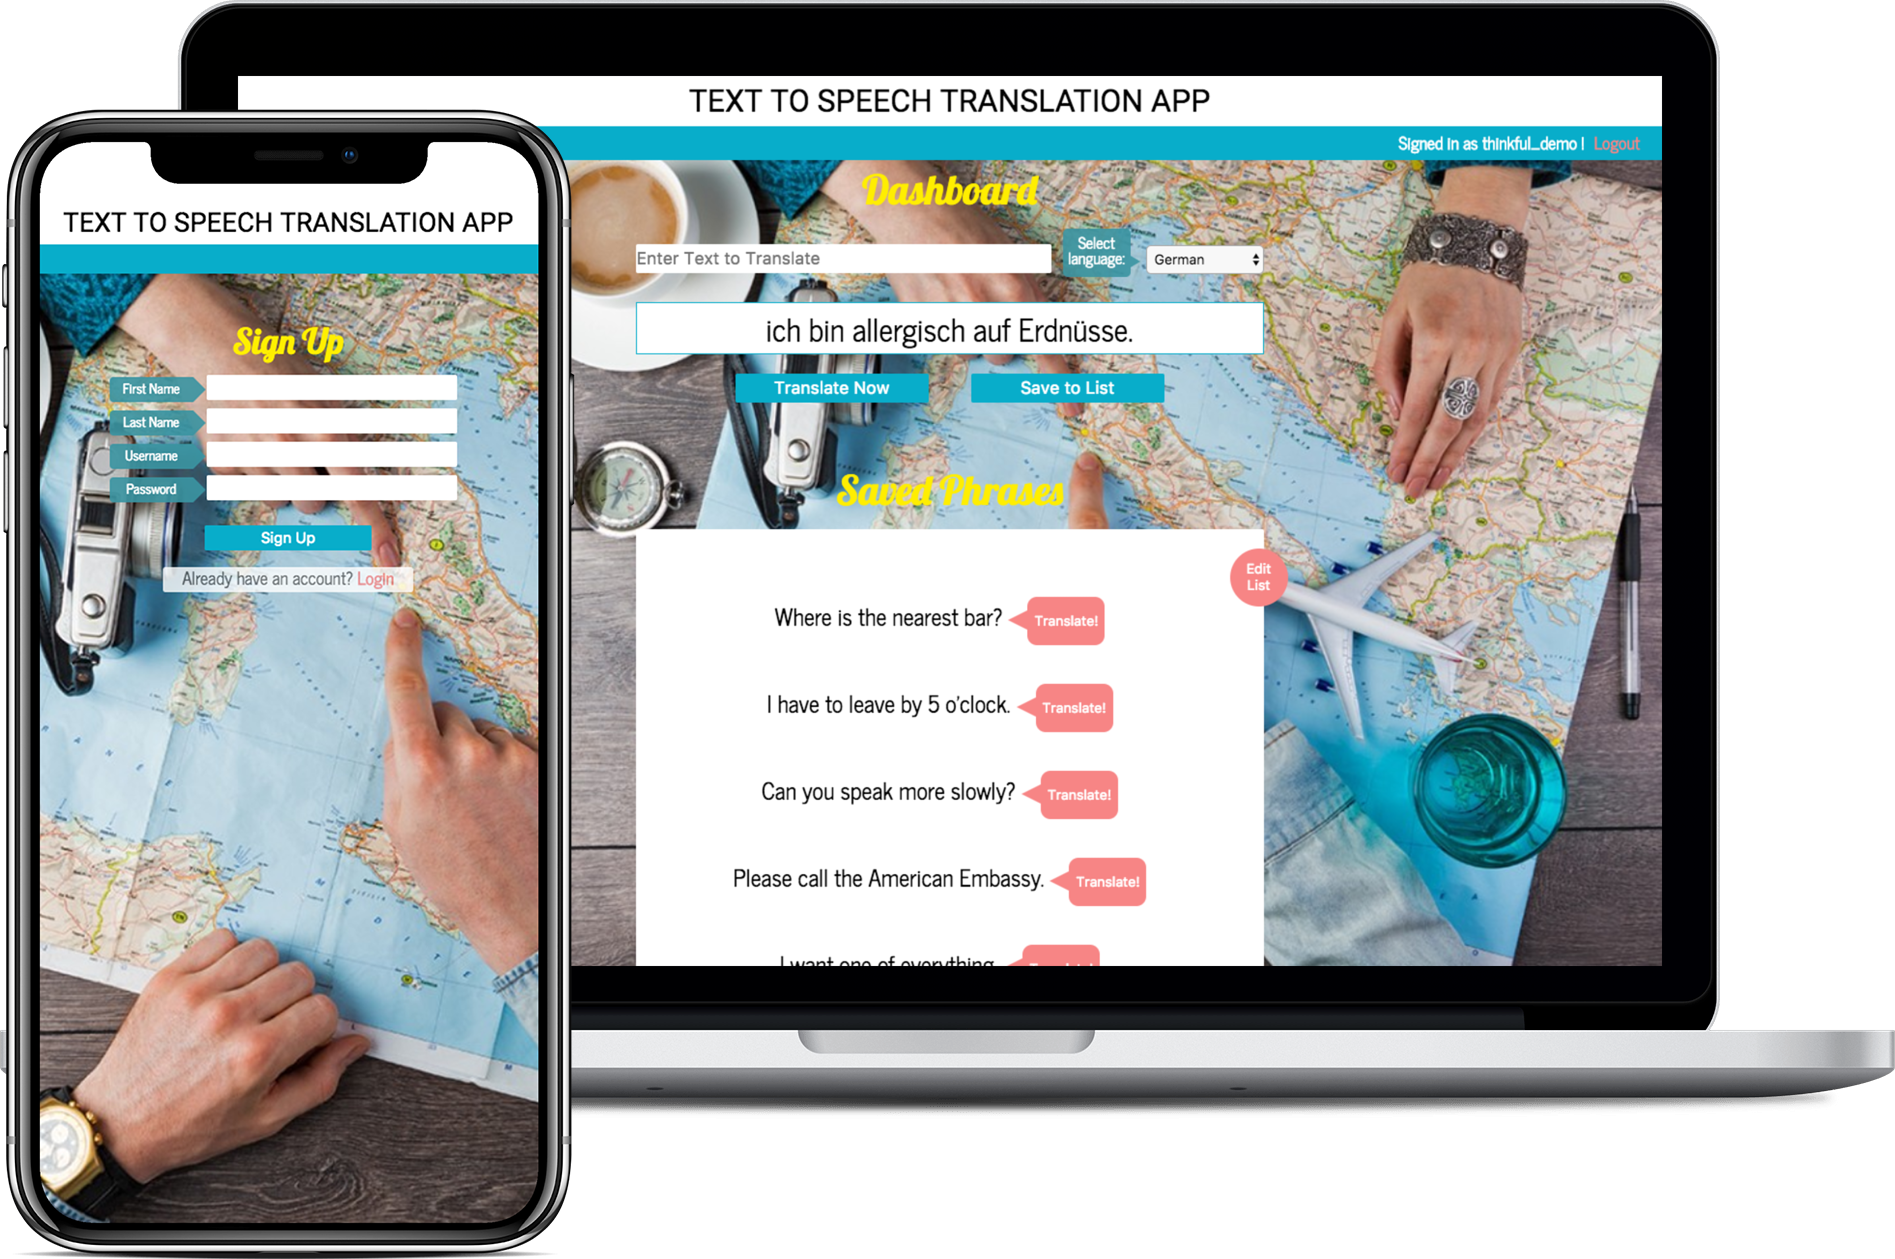 TEXT TO SPEECH TRANSLATION APP
Sign Up
First Name
Last Name
Username
Password
Sign Up
Already have an account? Login
TEXT TO SPEECH TRANSLATION APP
Signed in as thinkful_demo | Logout
Dashboard
Enter Text to Translate
Select
language:
German
ich bin allergisch auf Erdnüsse.
Translate Now
Save to List
Saved Phrases
Edit
List
Where is the nearest bar? Translate!
I have to leave by 5 o'clock. Translate!
Can you speak more slowly? Translate!
Please call the American Embassy. Translate!
I want one of everything.